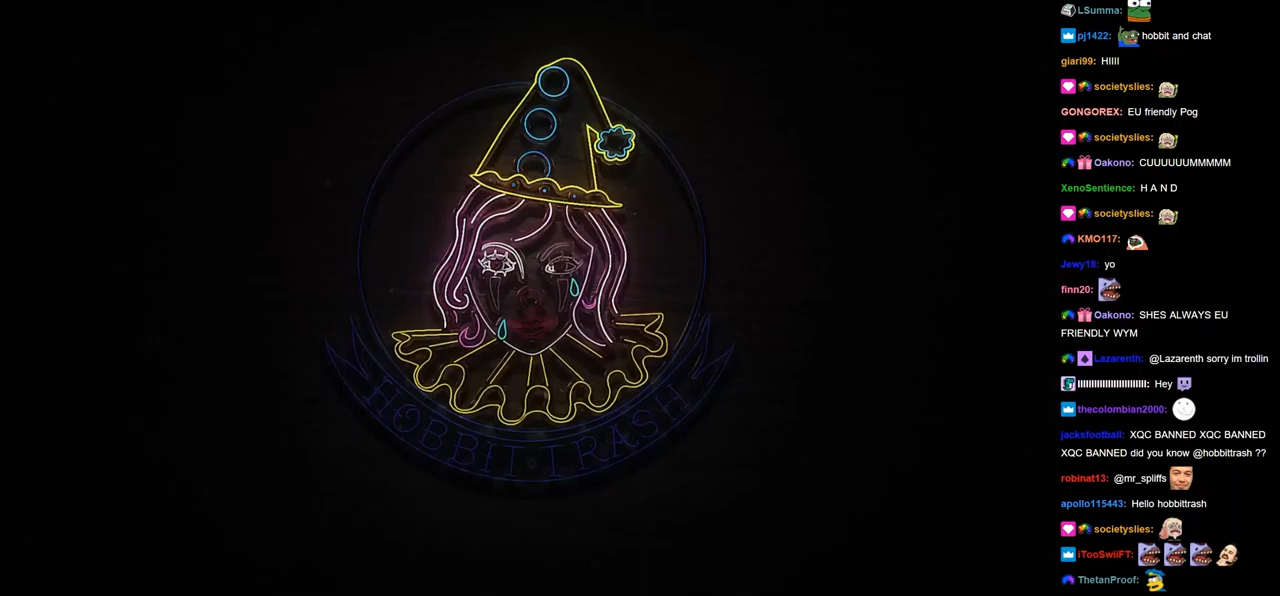 HOBBITTRASH
LSumma:
pj1422: hobbit and chat
giari99: HIIII
societyslies:
GONGOREX: EU friendly Pog
societyslies:
Oakono: CUUUUUUMMMMM
XenoSentience: H A N D
societyslies:
KMO117:
Jewy18: yo
finn20:
Oakono: SHES ALWAYS EU
FRIENDLY WYM
Lazarenth: @Lazarenth sorry im trollin
Hey
thecolombian2000:
jacksfootball: XQC BANNED XQC BANNED
XQC BANNED did you know @hobbittrash ??
robinat13: @mr_spliffs
apollo115443: Hello hobbittrash
societyslies:
iTooSwiiFT:
ThetanProof: